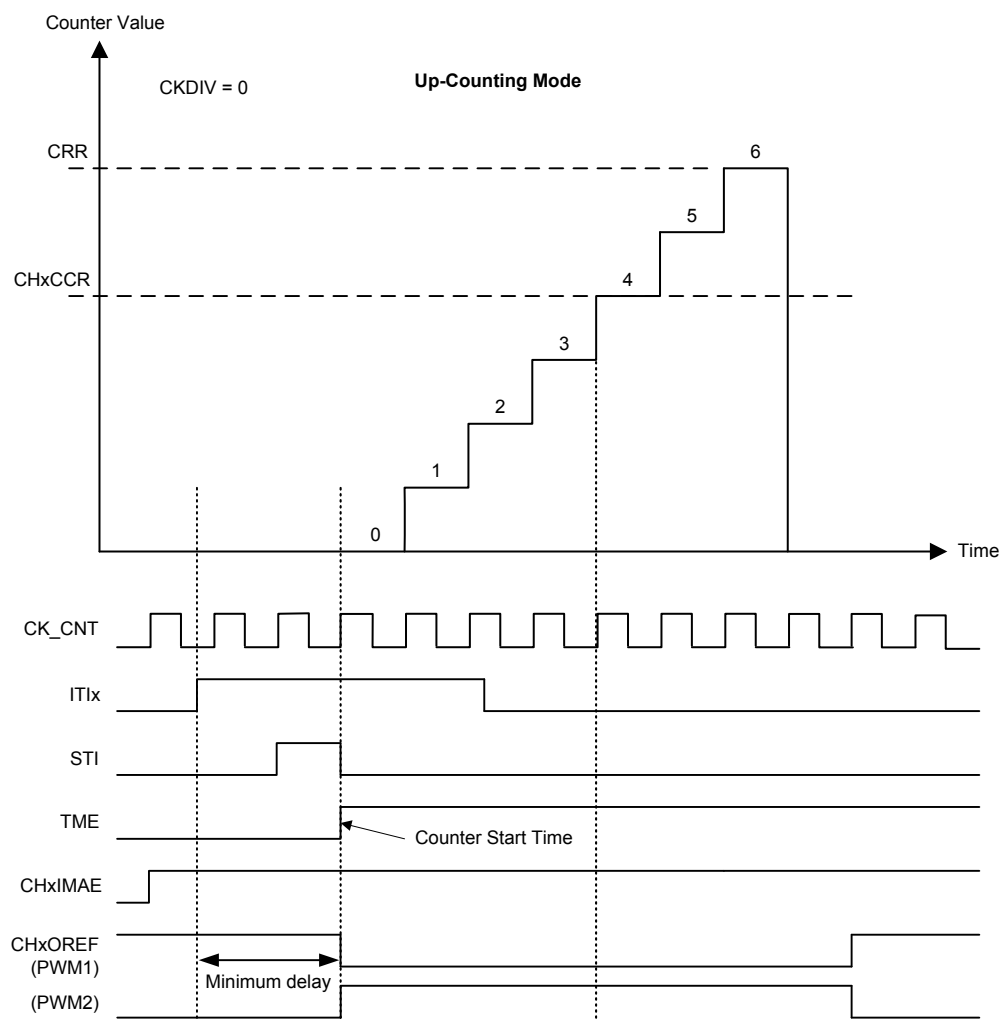 Counter Value
CKDIV = 0
Up-Counting Mode
CRR
6
5
CHxCCR
4
3
2
1
0
Time
CK_CNT
ITIx
STI
TME
Counter Start Time
CHxIMAE
CHxOREF
(PWM1)
Minimum delay
(PWM2)